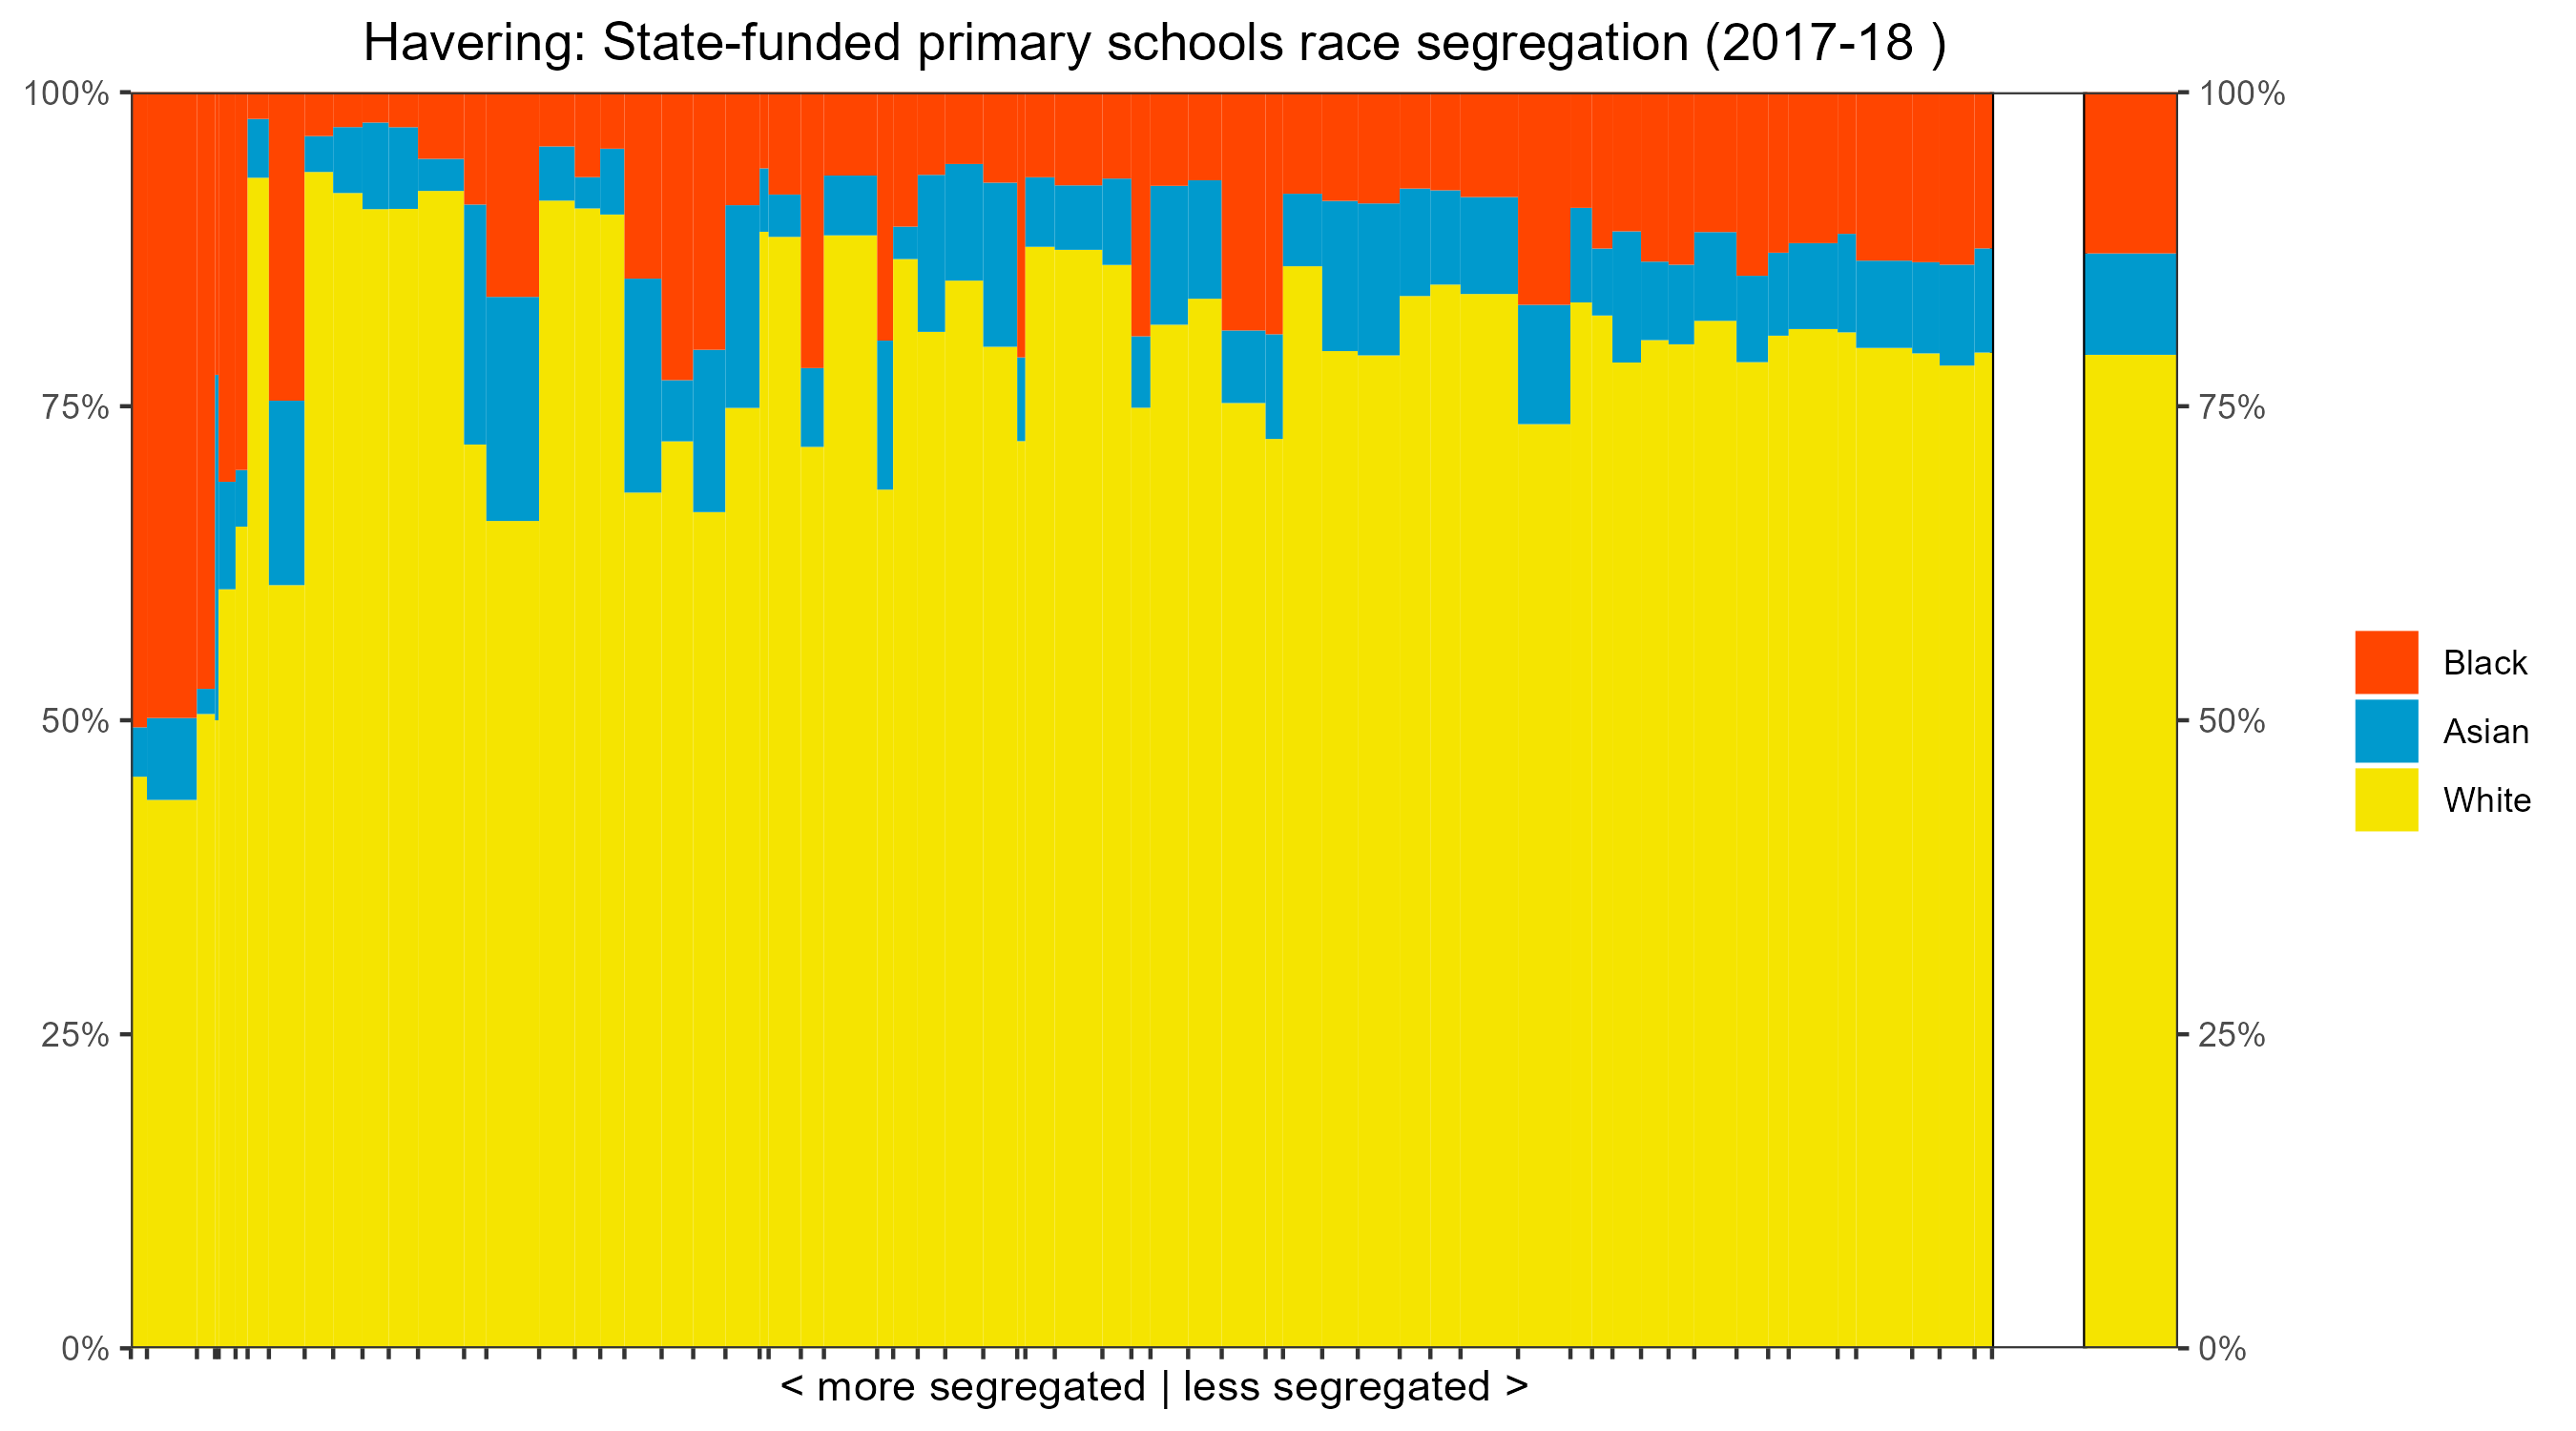 Havering: State-funded primary schools race segregation (2017-18 )
100%
75%
50%
25%
0%
100%
75%
50%
25%
0%
Black
Asian
White
< more segregated | less segregated >